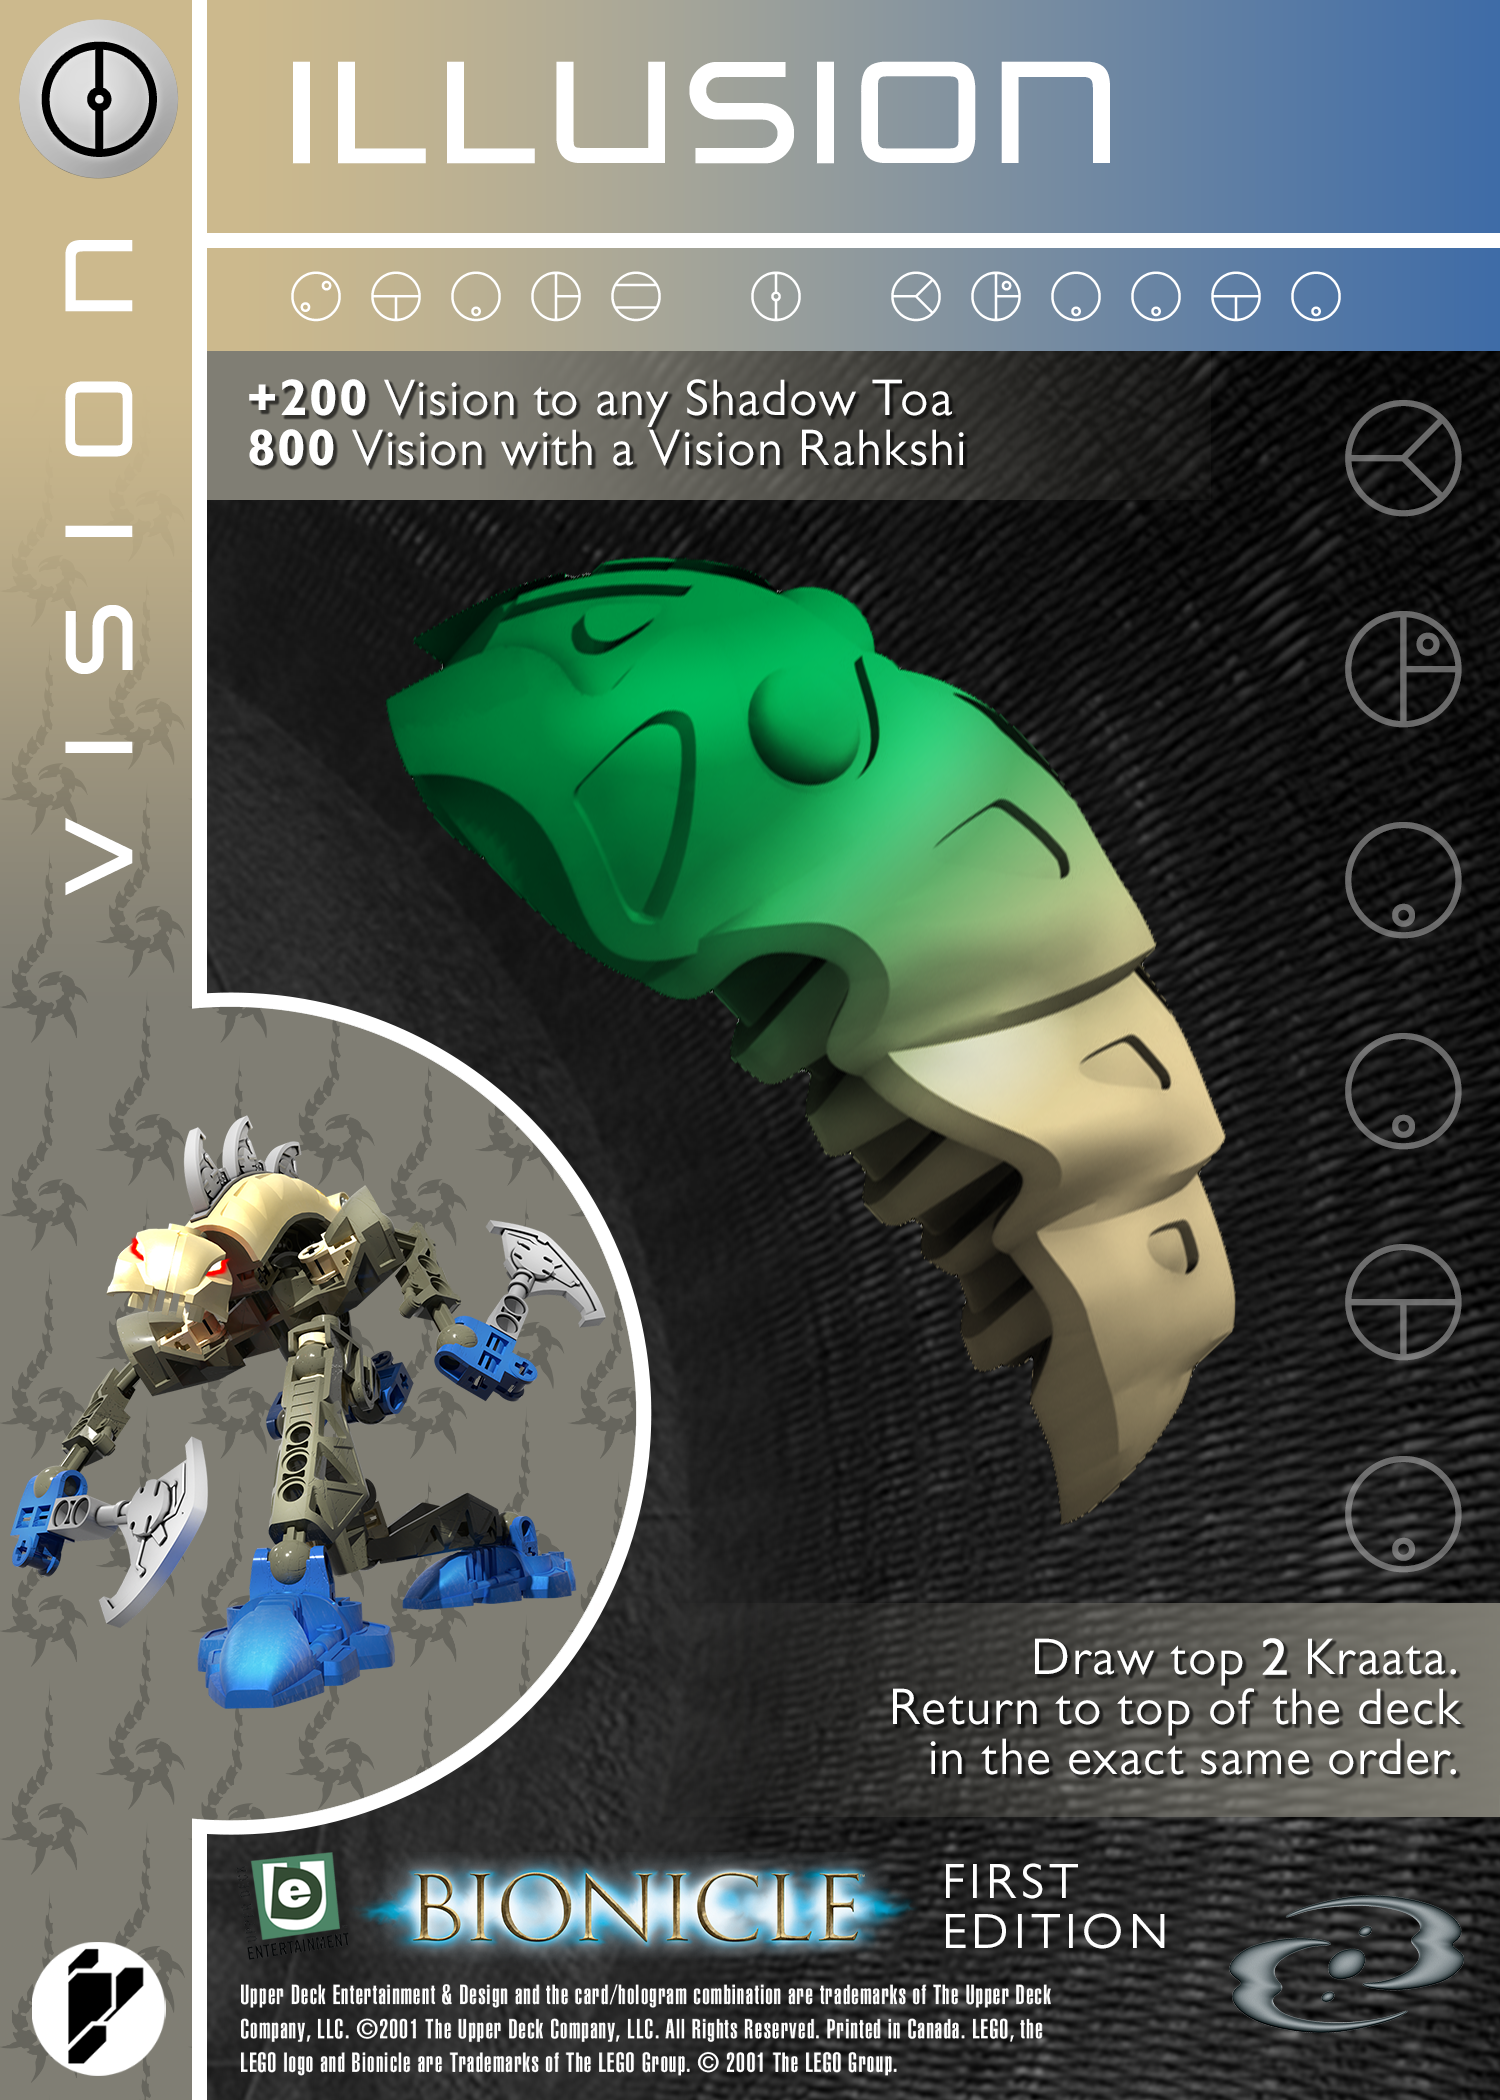 ILLUSION
VISION
+200 Vision to any Shadow Toa
800 Vision with a Vision Rahkshi
Draw top 2 Kraata.
Return to top of the deck
in the exact same order.
e
ENTERTAINMENT
BIONICLE
FIRST
EDITION
Upper Deck Entertainment & Design and the card/hologram combination are trademarks of The Upper Deck
Company, LLC. ©2001 The Upper Deck Company, LLC. All Rights Reserved. Printed in Canada. LEGO, the
LEGO logo and Bionicle are Trademarks of The LEGO Group. © 2001 The LEGO Group.